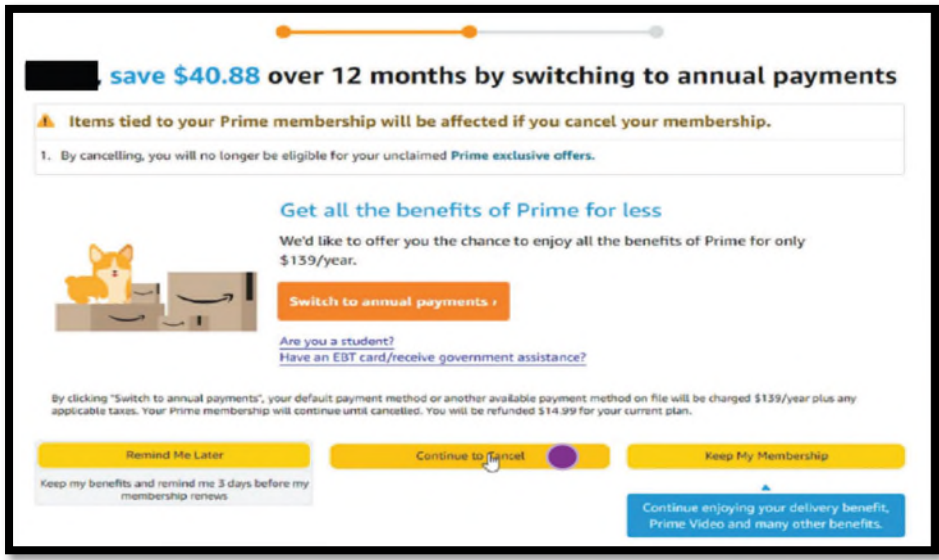 , save $40.88 over 12 months by switching to annual payments
Items tied to your Prime membership will be affected if you cancel your membership.
1. By cancelling, you will no longer be eligible for your unclaimed Prime exclusive offers.
Get all the benefits of Prime for less
We'd like to offer you the chance to enjoy all the benefits of Prime for only
$139/year.
Switch to annual payments ›
Are you a student?
Have an EBT card/receive government assistance?
By clicking "Switch to annual payments", your default payment method or another available payment method on file will be charged $139/year plus any
applicable taxes. Your Prime membership will continue until cancelled. You will be refunded $14.99 for your current plan.
Remind Me Later
Keep my benefits and remind me 3 days before my
membership renews
Continue to Cancel
Keep My Membership
Continue enjoying your delivery benefit,
Prime Video and many other benefits.